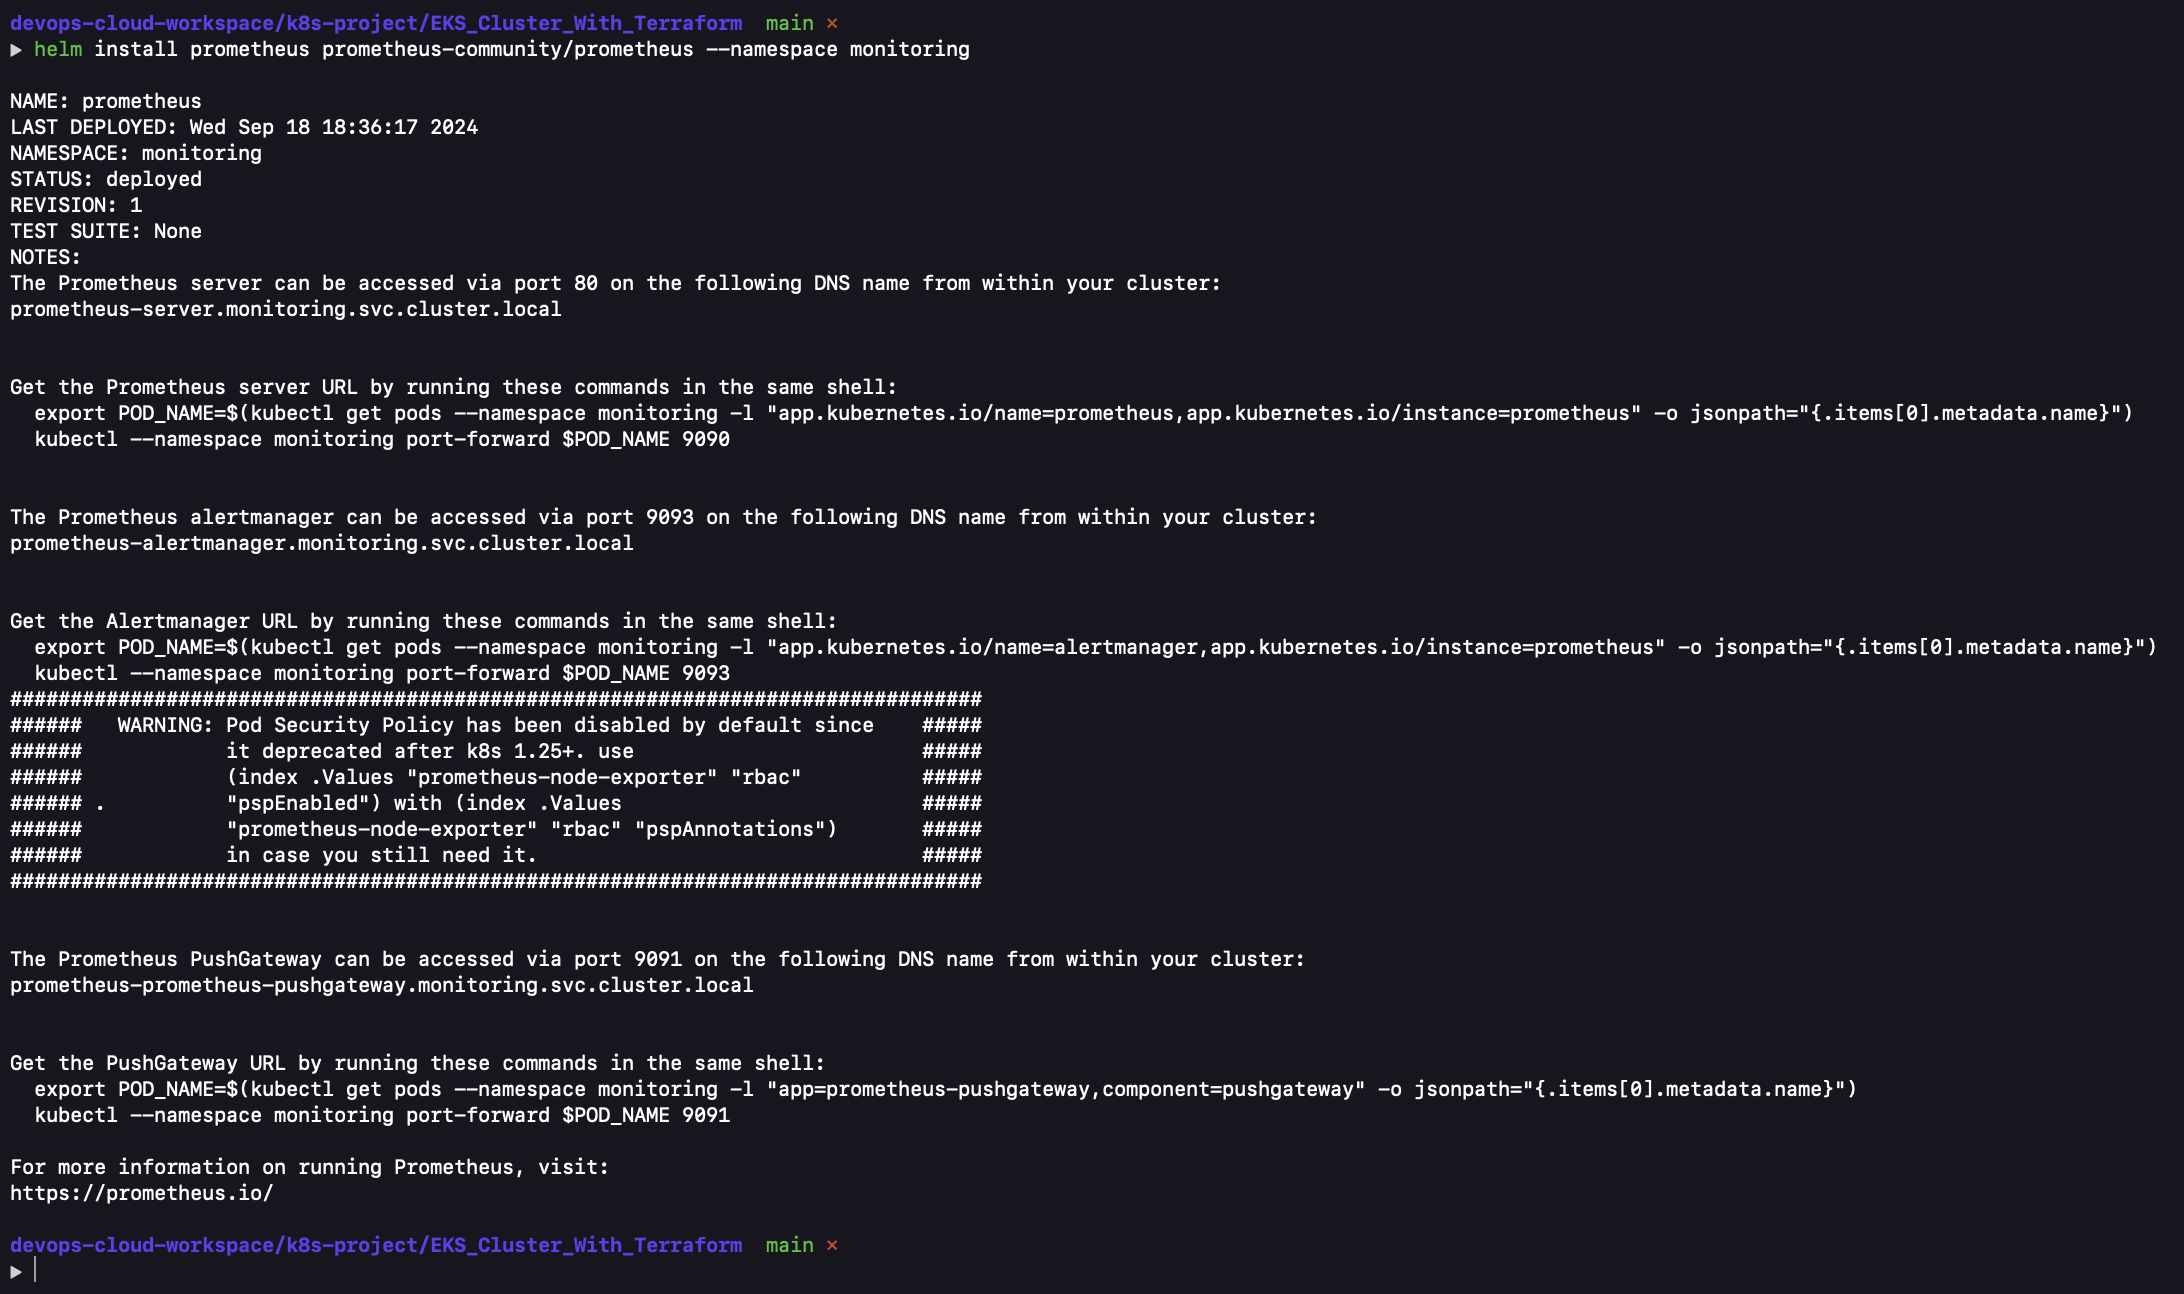 devops-cloud-workspace/k8s-project/EKS_Cluster_With_Terraform  main ×
▶ helm install prometheus prometheus-community/prometheus --namespace monitoring
NAME: prometheus
LAST DEPLOYED: Wed Sep 18 18:36:17 2024
NAMESPACE: monitoring
STATUS: deployed
REVISION: 1
TEST SUITE: None
NOTES:
The Prometheus server can be accessed via port 80 on the following DNS name from within your cluster:
prometheus-server.monitoring.svc.cluster.local
Get the Prometheus server URL by running these commands in the same shell:
  export POD_NAME=$(kubectl get pods --namespace monitoring -l "app.kubernetes.io/name=prometheus,app.kubernetes.io/instance=prometheus" -o jsonpath="{.items[0].metadata.name}")
  kubectl --namespace monitoring port-forward $POD_NAME 9090
The Prometheus alertmanager can be accessed via port 9093 on the following DNS name from within your cluster:
prometheus-alertmanager.monitoring.svc.cluster.local
Get the Alertmanager URL by running these commands in the same shell:
  export POD_NAME=$(kubectl get pods --namespace monitoring -l "app.kubernetes.io/name=alertmanager,app.kubernetes.io/instance=prometheus" -o jsonpath="{.items[0].metadata.name}")
  kubectl --namespace monitoring port-forward $POD_NAME 9093
#################################################################################
######   WARNING: Pod Security Policy has been disabled by default since    #####
######            it deprecated after k8s 1.25+. use                        #####
######            (index .Values "prometheus-node-exporter" "rbac"          #####
###### .          "pspEnabled") with (index .Values                         #####
######            "prometheus-node-exporter" "rbac" "pspAnnotations")       #####
######            in case you still need it.                                #####
#################################################################################
The Prometheus PushGateway can be accessed via port 9091 on the following DNS name from within your cluster:
prometheus-prometheus-pushgateway.monitoring.svc.cluster.local
Get the PushGateway URL by running these commands in the same shell:
  export POD_NAME=$(kubectl get pods --namespace monitoring -l "app=prometheus-pushgateway,component=pushgateway" -o jsonpath="{.items[0].metadata.name}")
  kubectl --namespace monitoring port-forward $POD_NAME 9091
For more information on running Prometheus, visit:
https://prometheus.io/
devops-cloud-workspace/k8s-project/EKS_Cluster_With_Terraform  main ×
▶